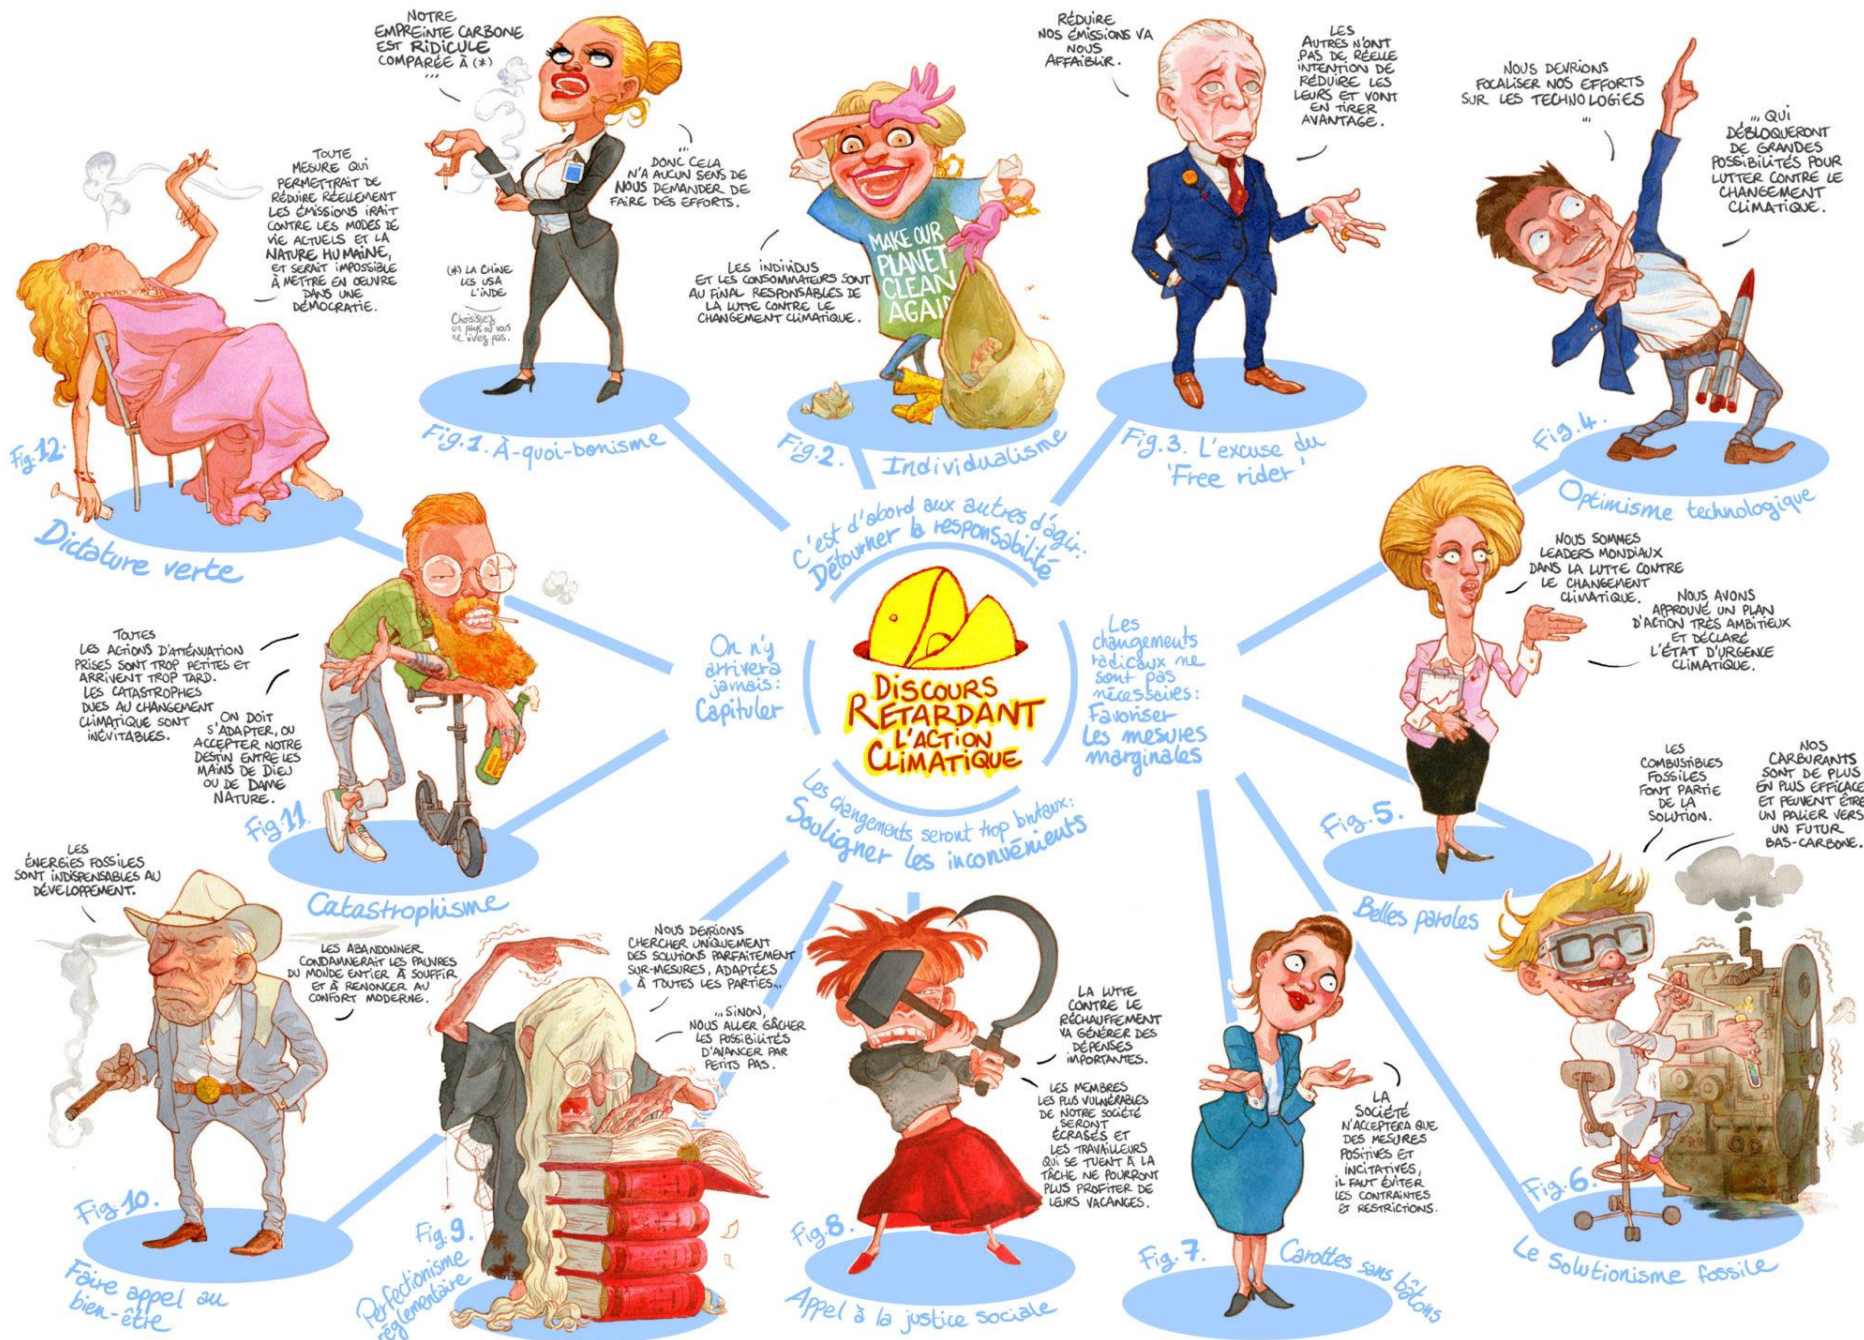 NOTRE
EMPREINTE CARBONE
EST RIDICULE
COMPARÉE À (*)
...
...
DONC CELA
N'A AUCUN SENS DE
NOUS DEMANDER DE
FAIRE DES EFFORTS.
(*) LA CHINE
LES USA
L'INDE
Choisissez
un pays où vous
ne vivez pas.
Fig.1. À-quoi-bonisme
LES INDIVIDUS
ET LES CONSOMMATEURS SONT
AU FINAL RESPONSABLES DE
LA LUTTE CONTRE LE
CHANGEMENT CLIMATIQUE.
MAKE OUR
PLANET
CLEAN
AGAIN
Fig.2. Individualisme
RÉDUIRE
NOS ÉMISSIONS VA
NOUS
AFFAIBLIR.
LES
AUTRES N'ONT
PAS DE RÉELLE
INTENTION DE
RÉDUIRE LES
LEURS ET VONT
EN TIRER
AVANTAGE.
Fig.3. L'excuse du
'Free rider'
NOUS DEVRIONS
FOCALISER NOS EFFORTS
SUR LES TECHNOLOGIES
...
... QUI
DÉBLOQUERONT
DE GRANDES
POSSIBILITÉS POUR
LUTTER CONTRE LE
CHANGEMENT
CLIMATIQUE.
Fig.4.
Optimisme technologique
NOUS SOMMES
LEADERS MONDIAUX
DANS LA LUTTE CONTRE
LE CHANGEMENT
CLIMATIQUE.
NOUS AVONS
APPROUVÉ UN PLAN
D'ACTION TRÈS AMBITIEUX
ET DÉCLARÉ
L'ÉTAT D'URGENCE
CLIMATIQUE.
Fig.5.
Belles paroles
LES
COMBUSTIBLES
FOSSILES
FONT PARTIE
DE LA
SOLUTION.
NOS
CARBURANTS
SONT DE PLUS
EN PLUS EFFICACE
ET PEUVENT ÊTRE
UN PALIER VERS
UN FUTUR
BAS-CARBONE.
Fig.6.
Le Solutionisme fossile
LA
SOCIÉTÉ
N'ACCEPTERA QUE
DES MESURES
POSITIVES ET
INCITATIVES,
IL FAUT ÉVITER
LES CONTRAINTES
ET RESTRICTIONS.
Fig.7. Carottes sans bâtons
LA LUTTE
CONTRE LE
RÉCHAUFFEMENT
VA GÉNÉRER DES
DÉPENSES
IMPORTANTES.
LES MEMBRES
LES PLUS VULNÉRABLES
DE NOTRE SOCIÉTÉ
SERONT
ÉCRASÉS ET
LES TRAVAILLEURS
QUI SE TUENT À LA
TÂCHE NE POURRONT
PLUS PROFITER DE
LEURS VACANCES.
Fig.8.
Appel à la justice sociale
NOUS DEVRIONS
CHERCHER UNIQUEMENT
DES SOLUTIONS PARFAITEMENT
SUR-MESURES, ADAPTÉES
À TOUTES LES PARTIES...
...SINON,
NOUS ALLER GÂCHER
LES POSSIBILITÉS
D'AVANCER PAR
PETITS PAS.
Fig.9.
Perfectionisme
réglementaire
LES
ÉNERGIES FOSSILES
SONT INDISPENSABLES AU
DÉVELOPPEMENT.
LES ABANDONNER
CONDAMNERAIT LES PAUVRES
DU MONDE ENTIER À SOUFFIR
ET À RENONCER AU
CONFORT MODERNE.
Fig.10.
Faire appel au
bien-être
TOUTES
LES ACTIONS D'ATTÉNUATION
PRISES SONT TROP PETITES ET
ARRIVENT TROP TARD.
LES CATASTROPHES
DUES AU CHANGEMENT
CLIMATIQUE SONT
INÉVITABLES.
ON DOIT
S'ADAPTER, OU
ACCEPTER NOTRE
DESTIN ENTRE LES
MAINS DE DIEU
OU DE DAME
NATURE.
Fig.11.
Catastrophisme
TOUTE
MESURE QUI
PERMETTRAIT DE
RÉDUIRE RÉELLEMENT
LES ÉMISSIONS IRAIT
CONTRE LES MODES DE
VIE ACTUELS ET LA
NATURE HUMAINE,
ET SERAIT IMPOSSIBLE
À METTRE EN OEUVRE
DANS UNE
DÉMOCRATIE.
Fig.12.
Dictature verte
C'est d'abord aux autres d'agir:
Détourner la responsabilité
Les
changements
radicaux ne
sont pas
nécessaires:
Favoriser
les mesures
marginales
Les changements seront trop brutaux:
Souligner les inconvénients
On n'y
arrivera
jamais:
Capituler
DISCOURS
RETARDANT
L'ACTION
CLIMATIQUE